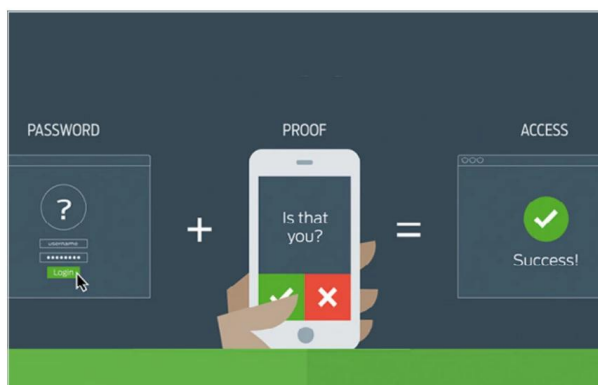 PASSWORD
PROOF
ACCESS
?
username
Login
+
Is that
you?
=
Success!